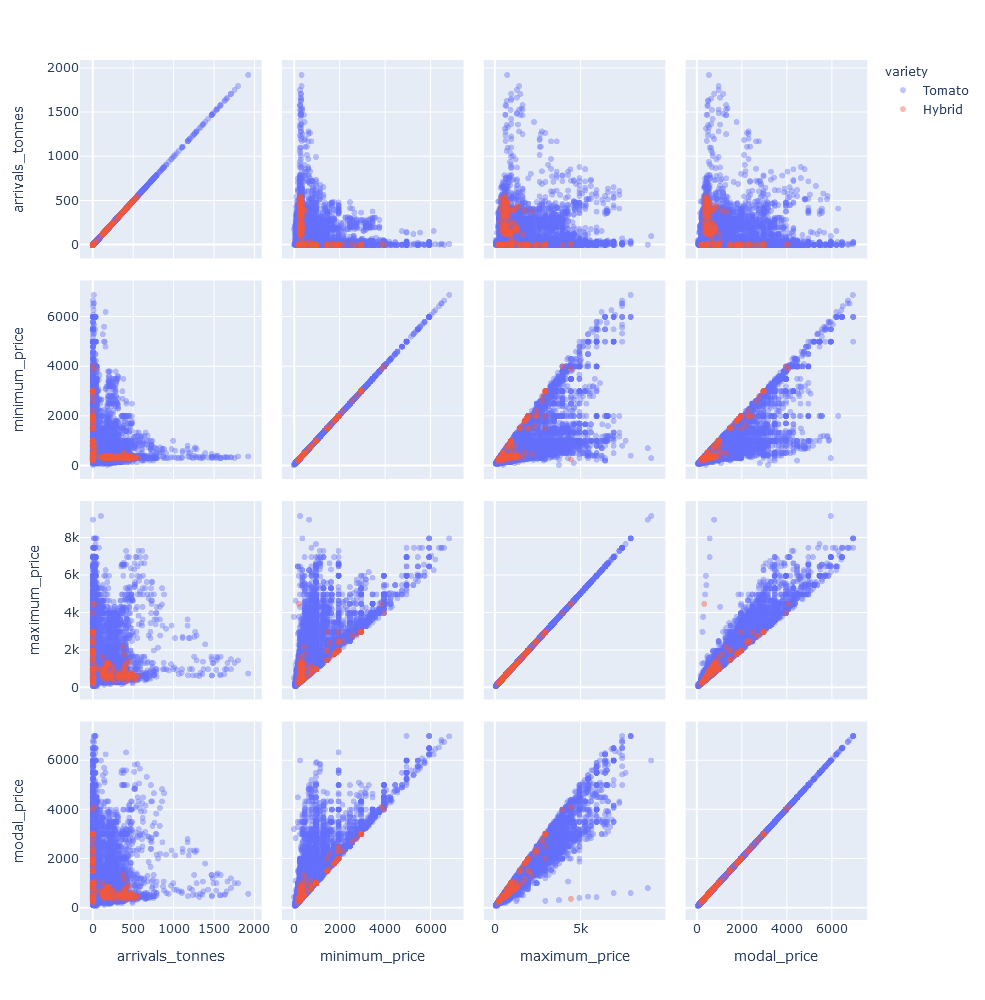 variety
Tomato
Hybrid
arrivals_tonnes
2000
1500
1000
500
0
minimum_price
6000
4000
2000
0
maximum_price
8k
6k
4k
2k
0
modal_price
6000
4000
2000
0
0 500 1000 1500 2000 0 2000 4000 6000 0 5k 0 2000 4000 6000
arrivals_tonnes minimum_price maximum_price modal_price